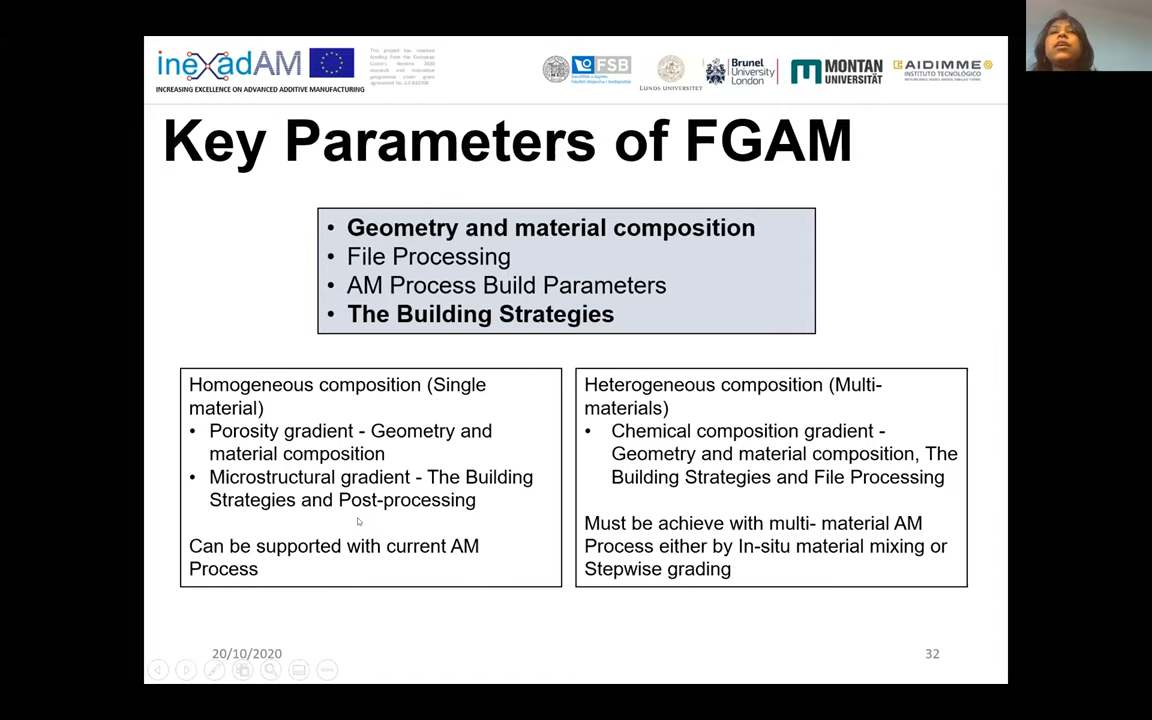 inexadAM
INCREASING EXCELLENCE ON ADVANCED ADDITIVE MANUFACTURING
This project has received
funding from the European
Union's Horizon 2020
research and innovation
programme under grant
FSB
LUNDS UNIVERSITET
Brunel
University
London
MONTAN
UNIVERSITÄT
AIDIMME
INSTITUTO TECNOLÓGICO
Key Parameters of FGAM
• Geometry and material composition
• File Processing
• AM Process Build Parameters
• The Building Strategies
Homogeneous composition (Single
material)
• Porosity gradient - Geometry and
material composition
• Microstructural gradient - The Building
Strategies and Post-processing
Can be supported with current AM
Process
Heterogeneous composition (Multi-
materials)
• Chemical composition gradient -
Geometry and material composition, The
Building Strategies and File Processing
Must be achieve with multi- material AM
Process either by In-situ material mixing or
Stepwise grading
20/10/2020
32